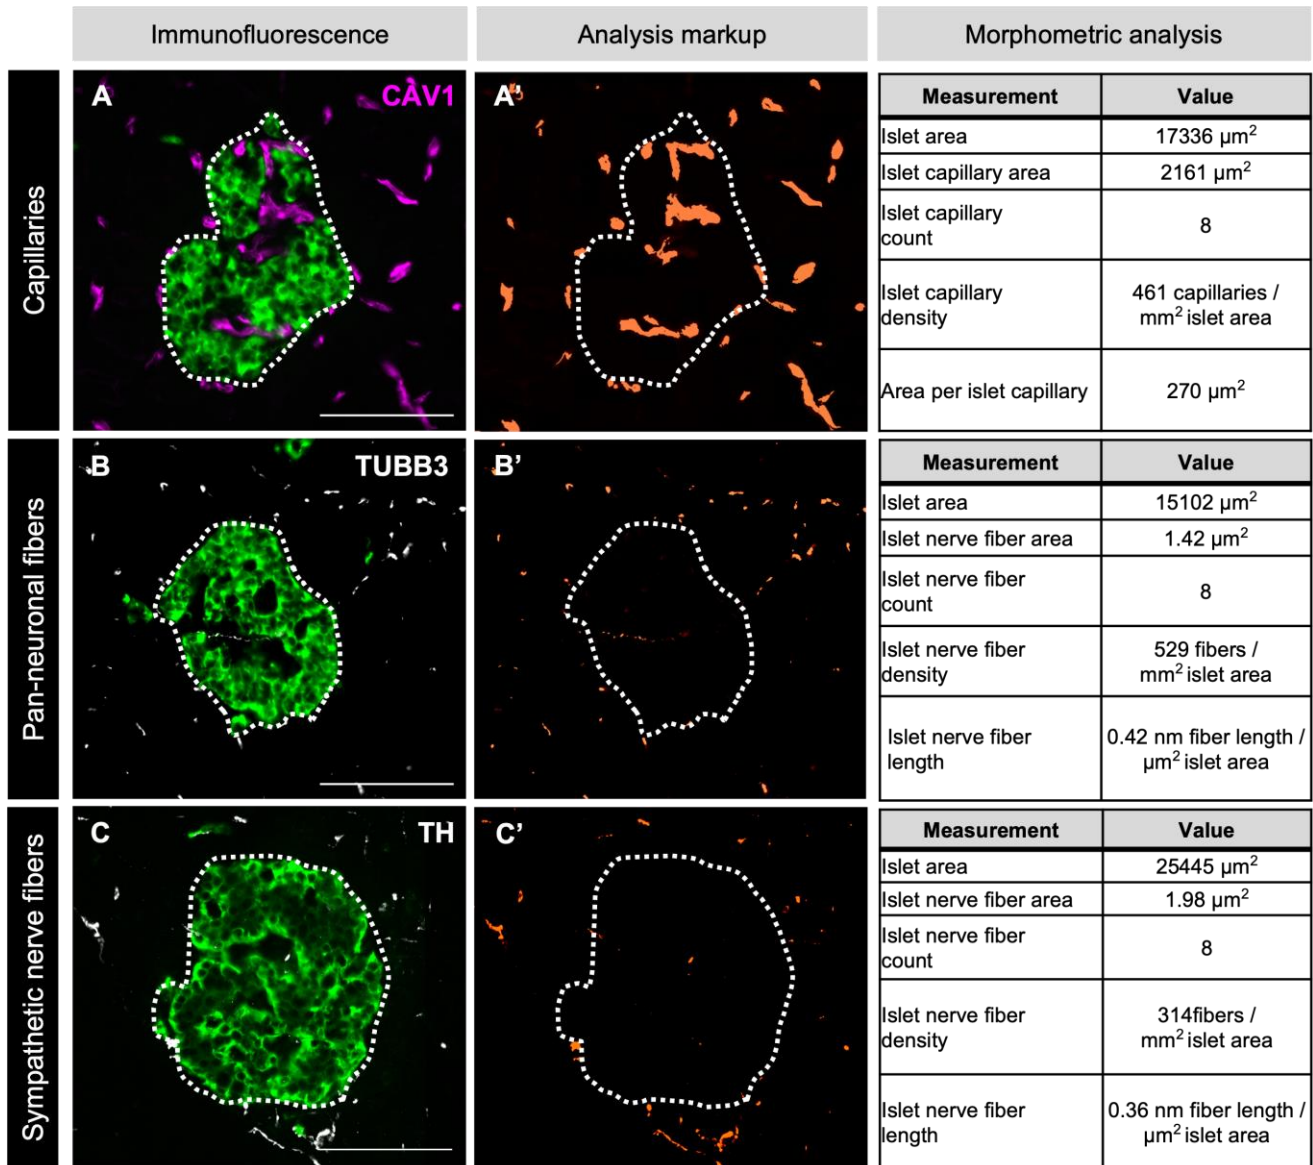 Immunofluorescence
Analysis markup
Morphometric analysis
Capillaries
A
CAV1
A’
Measurement Value
Islet area 17336 µm²
Islet capillary area 2161 µm²
Islet capillary
count
8
Islet capillary
density
461 capillaries /
mm² islet area
Area per islet capillary 270 µm²
Pan-neuronal fibers
B
TUBB3
B’
Measurement Value
Islet area 15102 µm²
Islet nerve fiber area 1.42 µm²
Islet nerve fiber
count
8
Islet nerve fiber
density
529 fibers /
mm² islet area
Islet nerve fiber
length
0.42 nm fiber length /
µm² islet area
Sympathetic nerve fibers
C
TH
C’
Measurement Value
Islet area 25445 µm²
Islet nerve fiber area 1.98 µm²
Islet nerve fiber
count
8
Islet nerve fiber
density
314fibers /
mm² islet area
Islet nerve fiber
length
0.36 nm fiber length /
µm² islet area